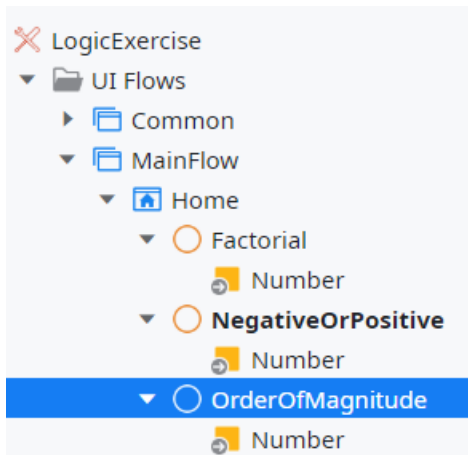 LogicExercise
UI Flows
Common
MainFlow
Home
Factorial
Number
NegativeOrPositive
Number
OrderOfMagnitude
Number